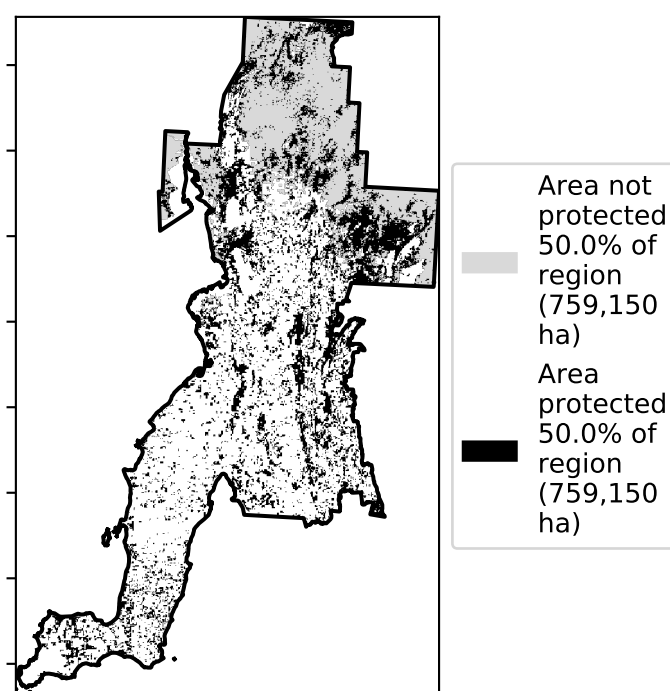 Area not
protected
50.0% of
region
(759,150
ha)
Area
protected
50.0% of
region
(759,150
ha)